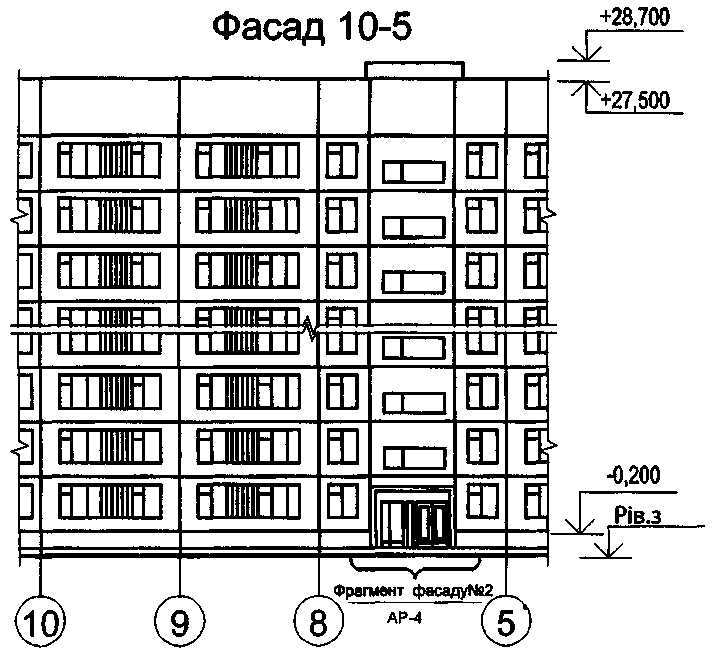 Фасад 10-5
+28,700
+27,500
-0,200
Рів.з
Фрагмент фасаду№2
АР-4
10 9 8 5